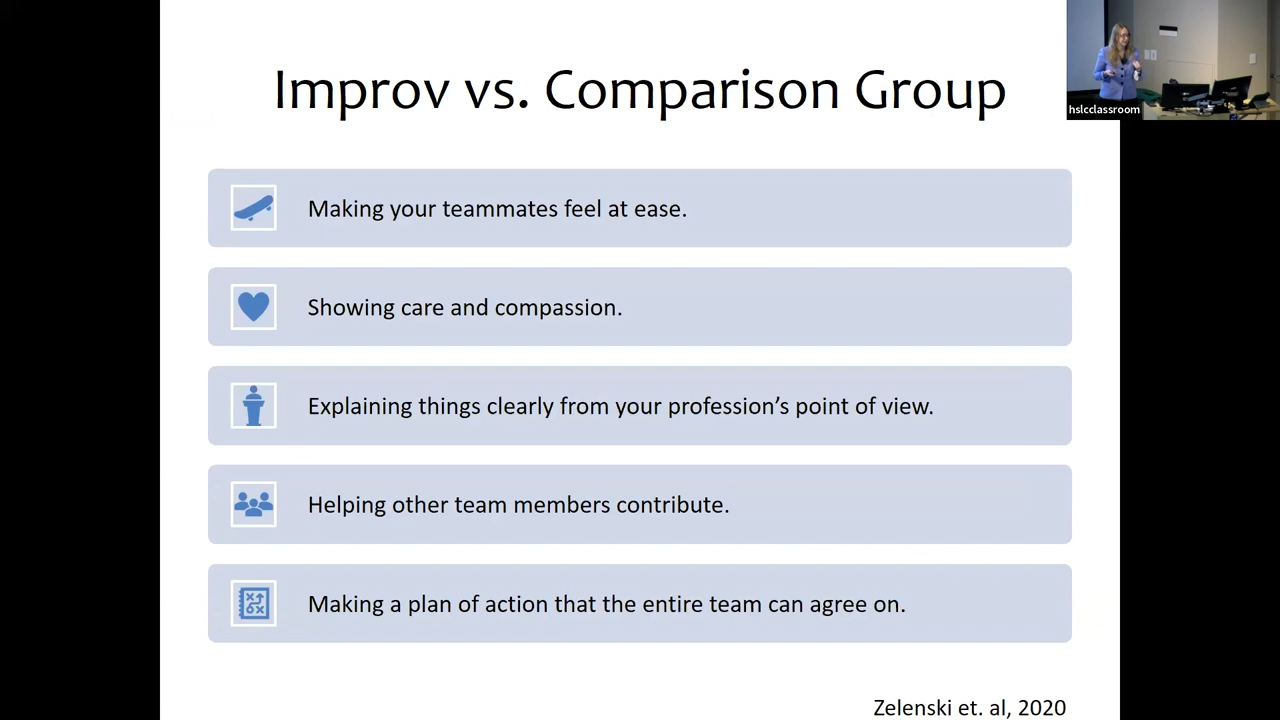 Improv vs. Comparison Group
hslcclassroom
Making your teammates feel at ease.
Showing care and compassion.
Explaining things clearly from your profession’s point of view.
Helping other team members contribute.
Making a plan of action that the entire team can agree on.
Zelenski et. al, 2020